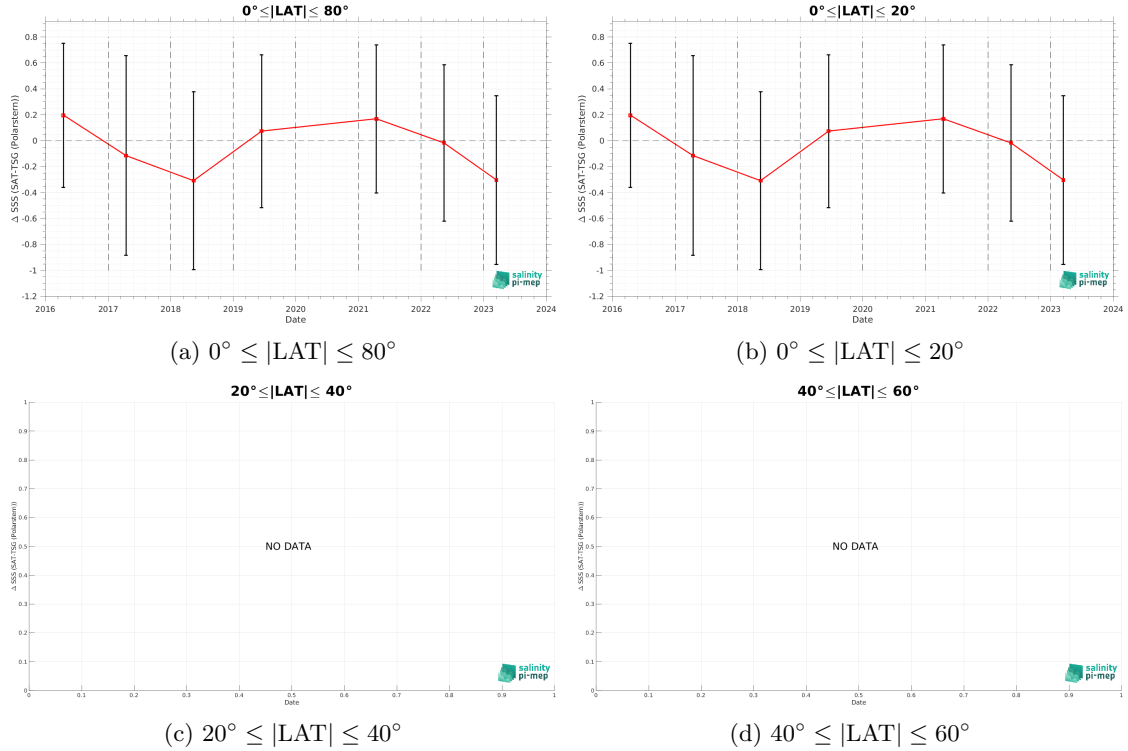 0°≤|LAT|≤ 80°
Δ SSS (SAT-TSG (Polarstern))
0.8
0.6
0.4
0.2
0
-0.2
-0.4
-0.6
-0.8
-1
-1.2
2016 2017 2018 2019 2020 2021 2022 2023 2024
Date
salinity
pi-mep
(a) 0° ≤ |LAT| ≤ 80°
0°≤|LAT|≤ 20°
Δ SSS (SAT-TSG (Polarstern))
0.8
0.6
0.4
0.2
0
-0.2
-0.4
-0.6
-0.8
-1
-1.2
2016 2017 2018 2019 2020 2021 2022 2023 2024
Date
salinity
pi-mep
(b) 0° ≤ |LAT| ≤ 20°
20°≤|LAT|≤ 40°
Δ SSS (SAT-TSG (Polarstern))
1
0.9
0.8
0.7
0.6
0.5
0.4
0.3
0.2
0.1
0
NO DATA
0 0.1 0.2 0.3 0.4 0.5 0.6 0.7 0.8 0.9 1
Date
salinity
pi-mep
(c) 20° ≤ |LAT| ≤ 40°
40°≤|LAT|≤ 60°
Δ SSS (SAT-TSG (Polarstern))
1
0.9
0.8
0.7
0.6
0.5
0.4
0.3
0.2
0.1
0
NO DATA
0 0.1 0.2 0.3 0.4 0.5 0.6 0.7 0.8 0.9 1
Date
salinity
pi-mep
(d) 40° ≤ |LAT| ≤ 60°